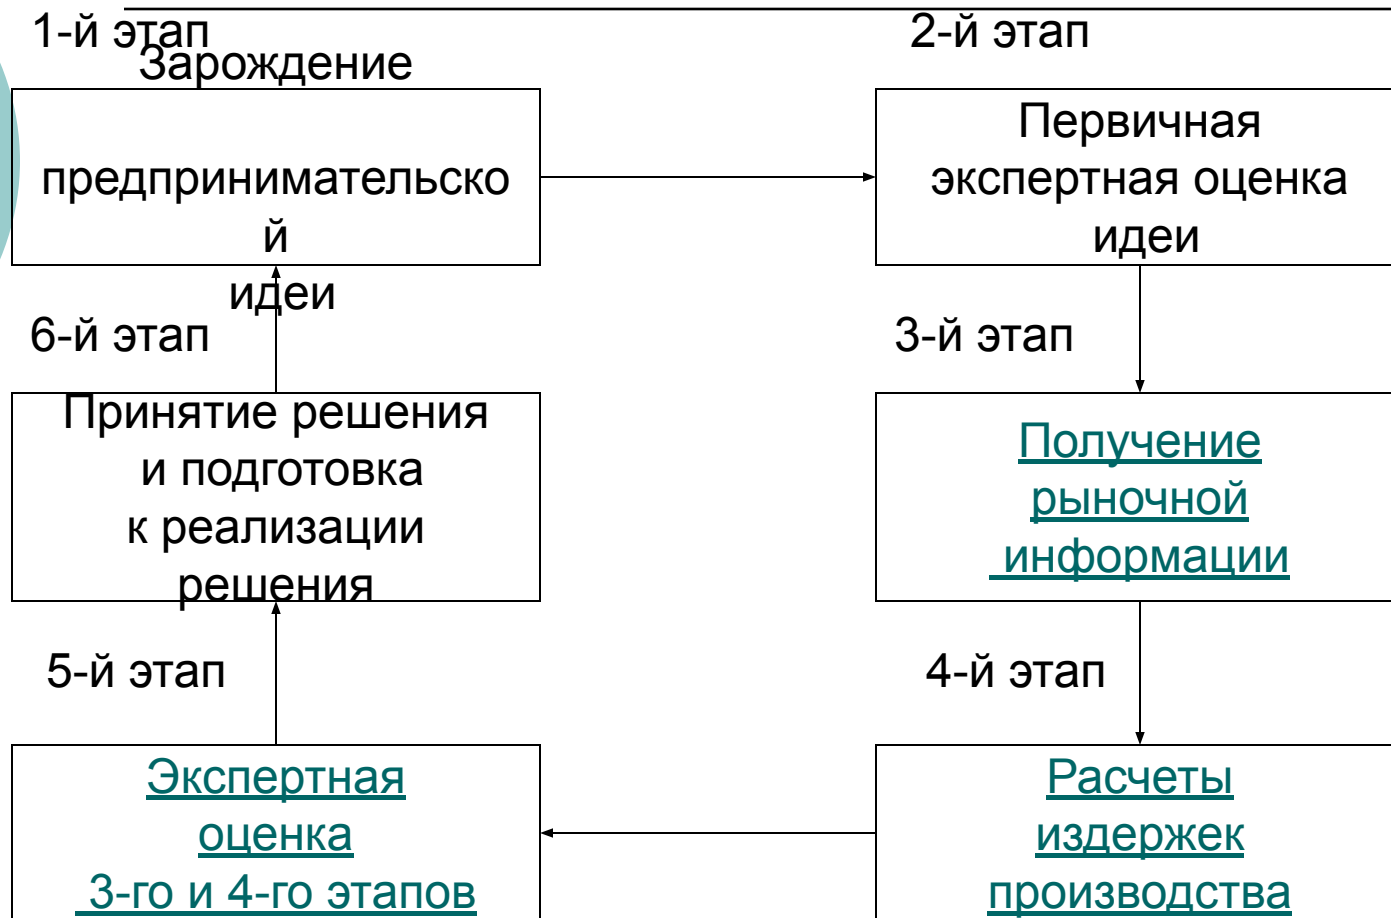 1-й этап
Зарождение
предпринимательско
й
идеи
2-й этап
Первичная
экспертная оценка
идеи
3-й этап
Получение
рыночной
информации
4-й этап
Расчеты
издержек
производства
5-й этап
Экспертная
оценка
3-го и 4-го этапов
6-й этап
Принятие решения
и подготовка
к реализации
решения